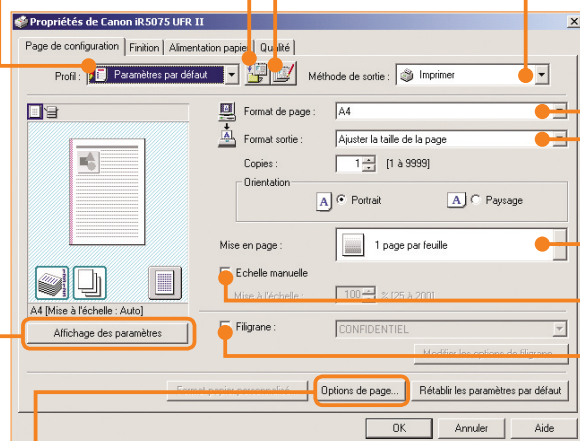 Propriétés de Canon iR5075 UFR II
Page de configuration Finition Alimentation papier Qualité
Profil : Paramètres par défaut Méthode de sortie : Imprimer
Format de page : A4
Format sortie : Ajuster la taille de la page
Copies : 1 [1 à 9999]
Orientation
A Portrait A Paysage
Mise en page : 1 page par feuille
Echelle manuelle
Mise à l'échelle : 100 % [25 à 200]
A4 [Mise à l'échelle : Auto]
Affichage des paramètres
Filigrane : CONFIDENTIEL
Modifier les options de filigrane
Format papier personnalisé Options de page... Rétablir les paramètres par défaut
OK Annuler Aide